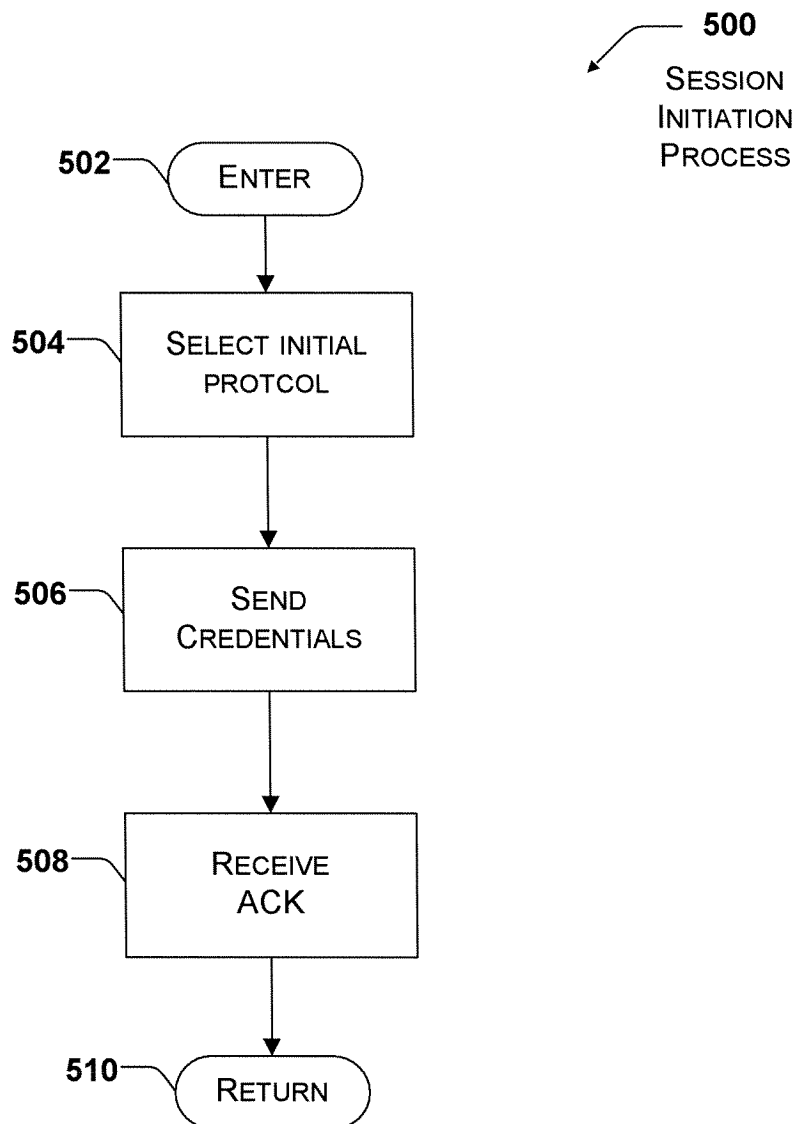 500
SESSION
INITIATION
PROCESS
502
ENTER
504
SELECT INITIAL
PROTCOL
506
SEND
CREDENTIALS
508
RECEIVE
ACK
510
RETURN